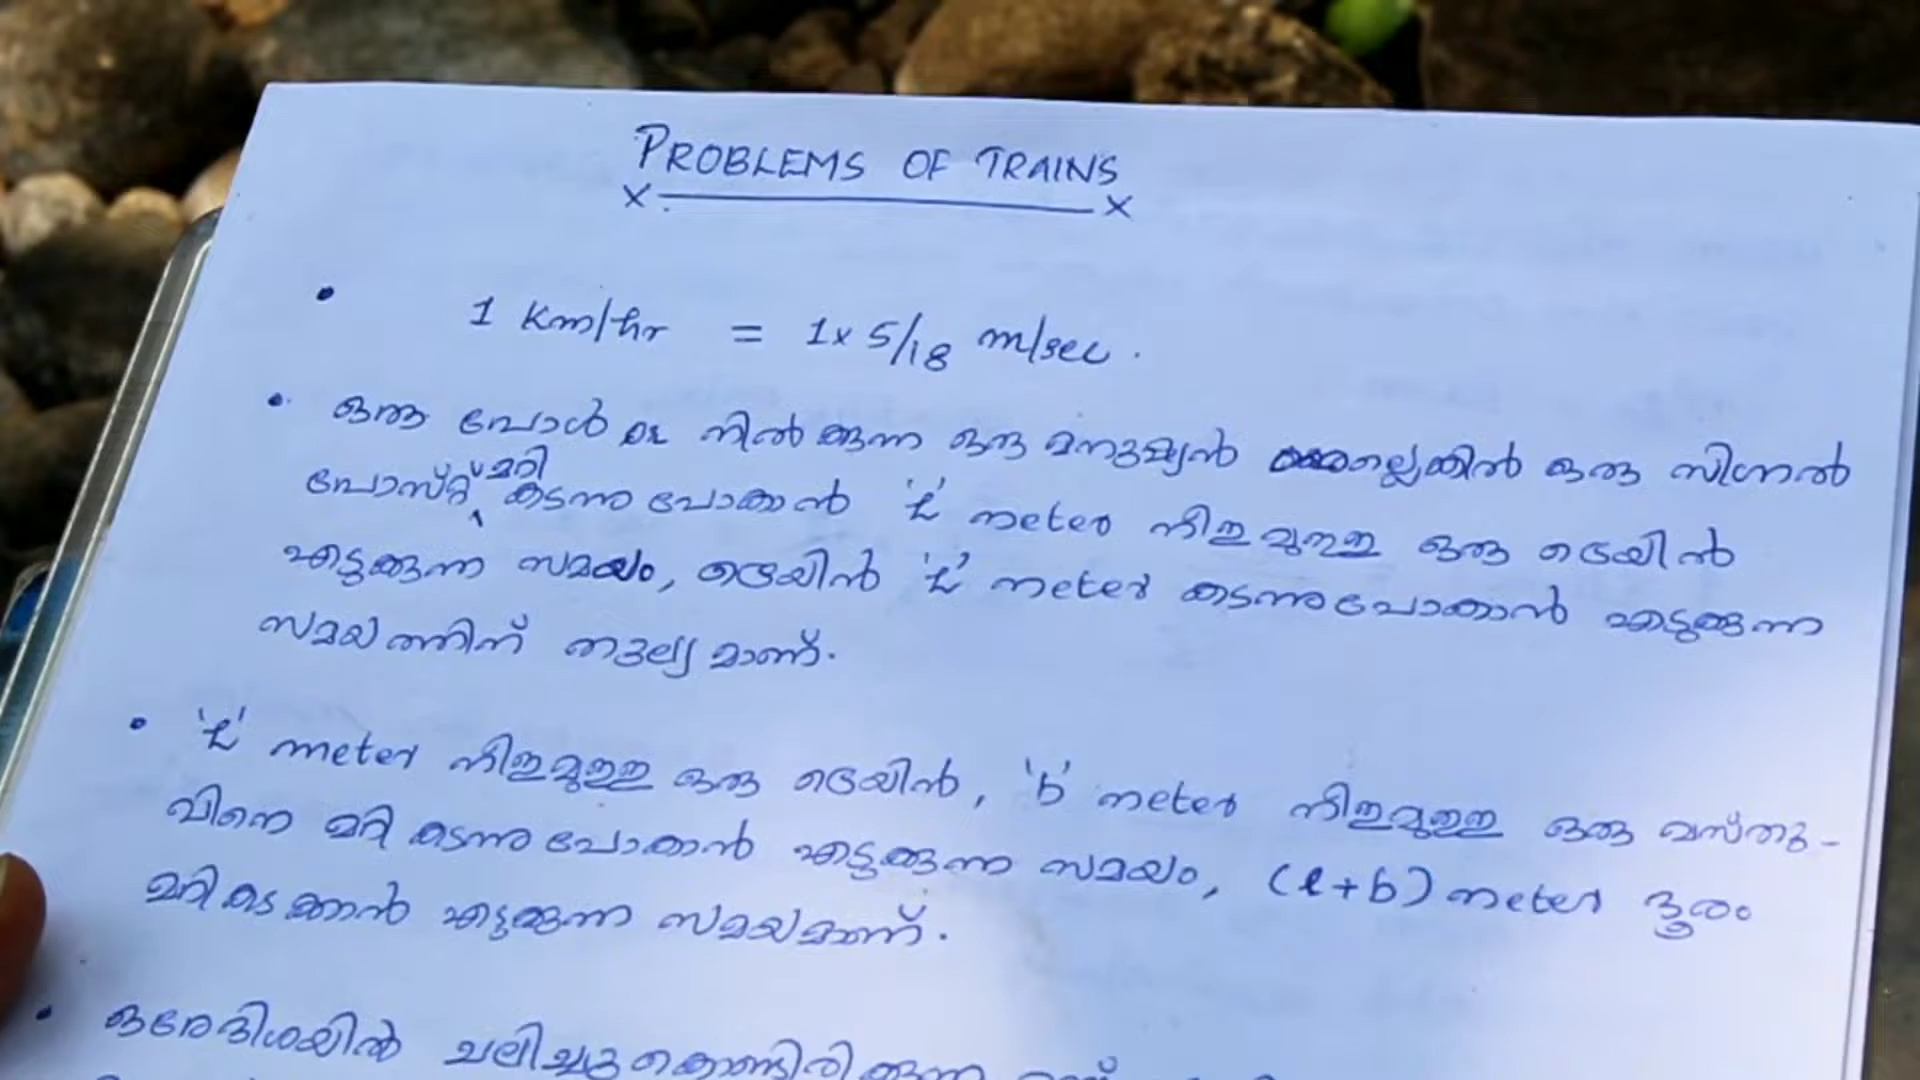 PROBLEMS OF TRAINS
1 Km/hr = 1x 5/18 m/sec.
ഒരു പോൾ നിൽക്കുന്ന ഒരു മനുഷ്യൻ അല്ലെങ്കിൽ ഒരു സിഗ്നൽ
പോസ്റ്റ് മറി കടന്നു പോകാൻ 'ℓ' meter നീളമുള്ള ഒരു ട്രെയിൻ
എടുക്കുന്ന സമയം, ട്രെയിൻ 'ℓ' meter കടന്നുപോകാൻ എടുക്കുന്ന
സമയത്തിന് തുല്യമാണ്.
'ℓ' meter നീളമുള്ള ഒരു ട്രെയിൻ, 'b' meter നീളമുള്ള ഒരു വസ്തു-
വിനെ മറി കടന്നു പോകാൻ എടുക്കുന്ന സമയം, (ℓ+b) meter ദൂരം
മറികടക്കാൻ എടുക്കുന്ന സമയമാണ്.
ഒരേദിശയിൽ ചലിച്ചുകൊണ്ടിരിക്കുന്ന